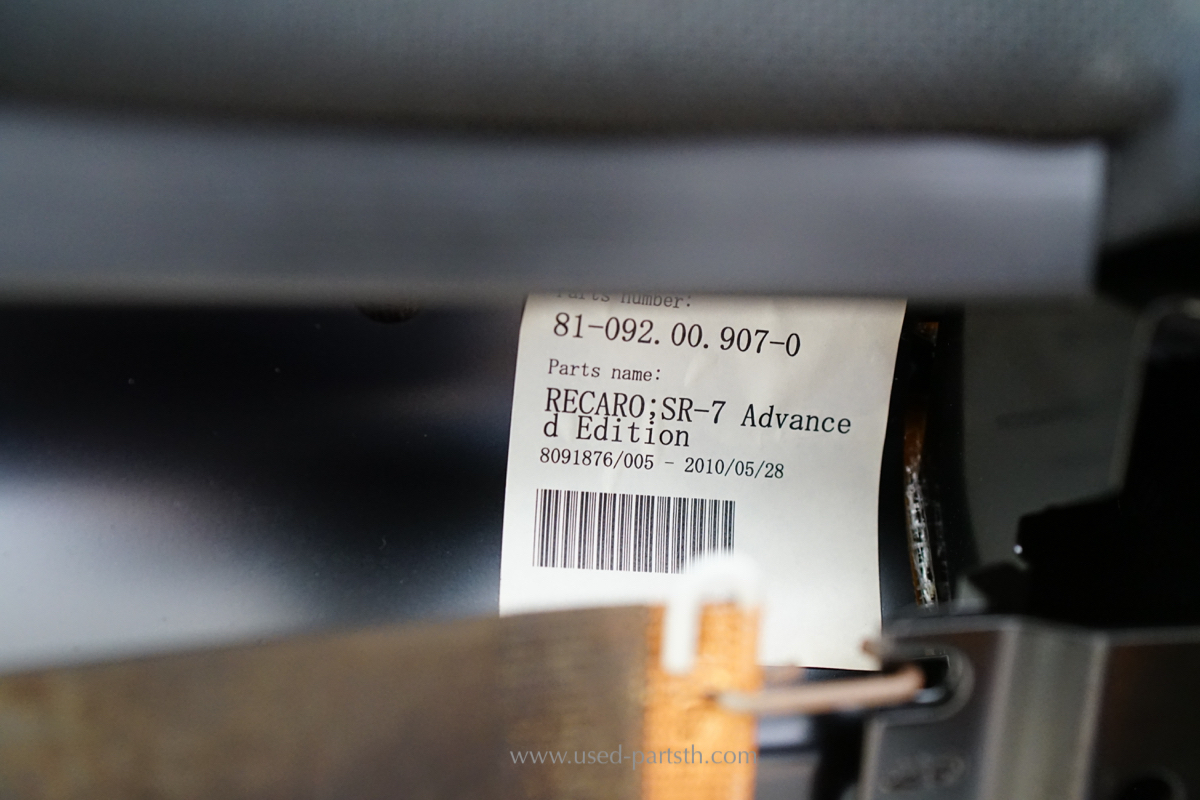 Parts number:
81-092.00.907-0
Parts name:
RECARO;SR-7 Advance
d Edition
8091876/005 - 2010/05/28
www.used-partsth.com